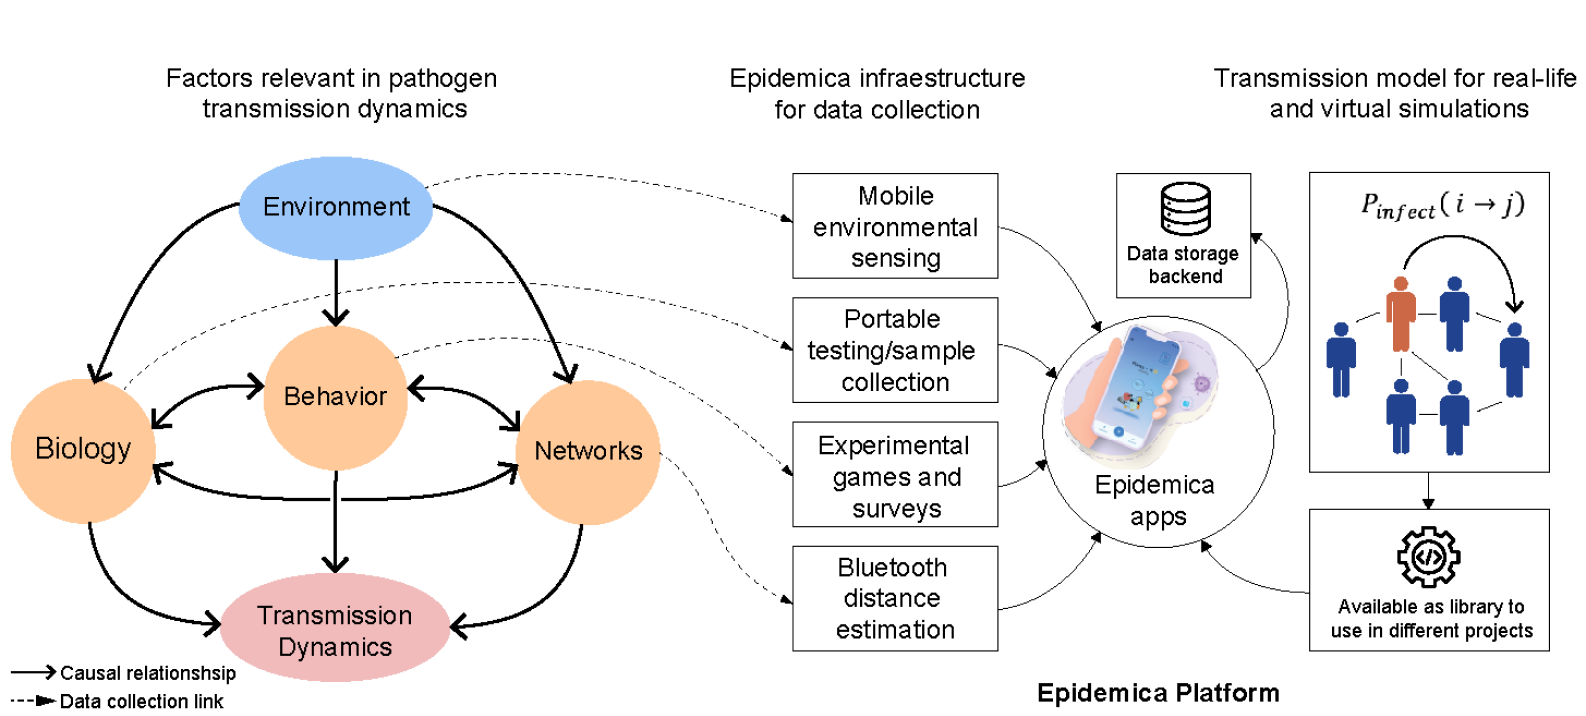 Factors relevant in pathogen
transmission dynamics
Epidemica infraestructure
for data collection
Transmission model for real-life
and virtual simulations
Environment
Behavior
Biology
Networks
Transmission
Dynamics
Causal relationshsip
Data collection link
Mobile
environmental
sensing
Portable
testing/sample
collection
Experimental
games and
surveys
Bluetooth
distance
estimation
Data storage
backend
Epidemica
apps
P_infect ( i → j)
</>
Available as library to
use in different projects
Epidemica Platform